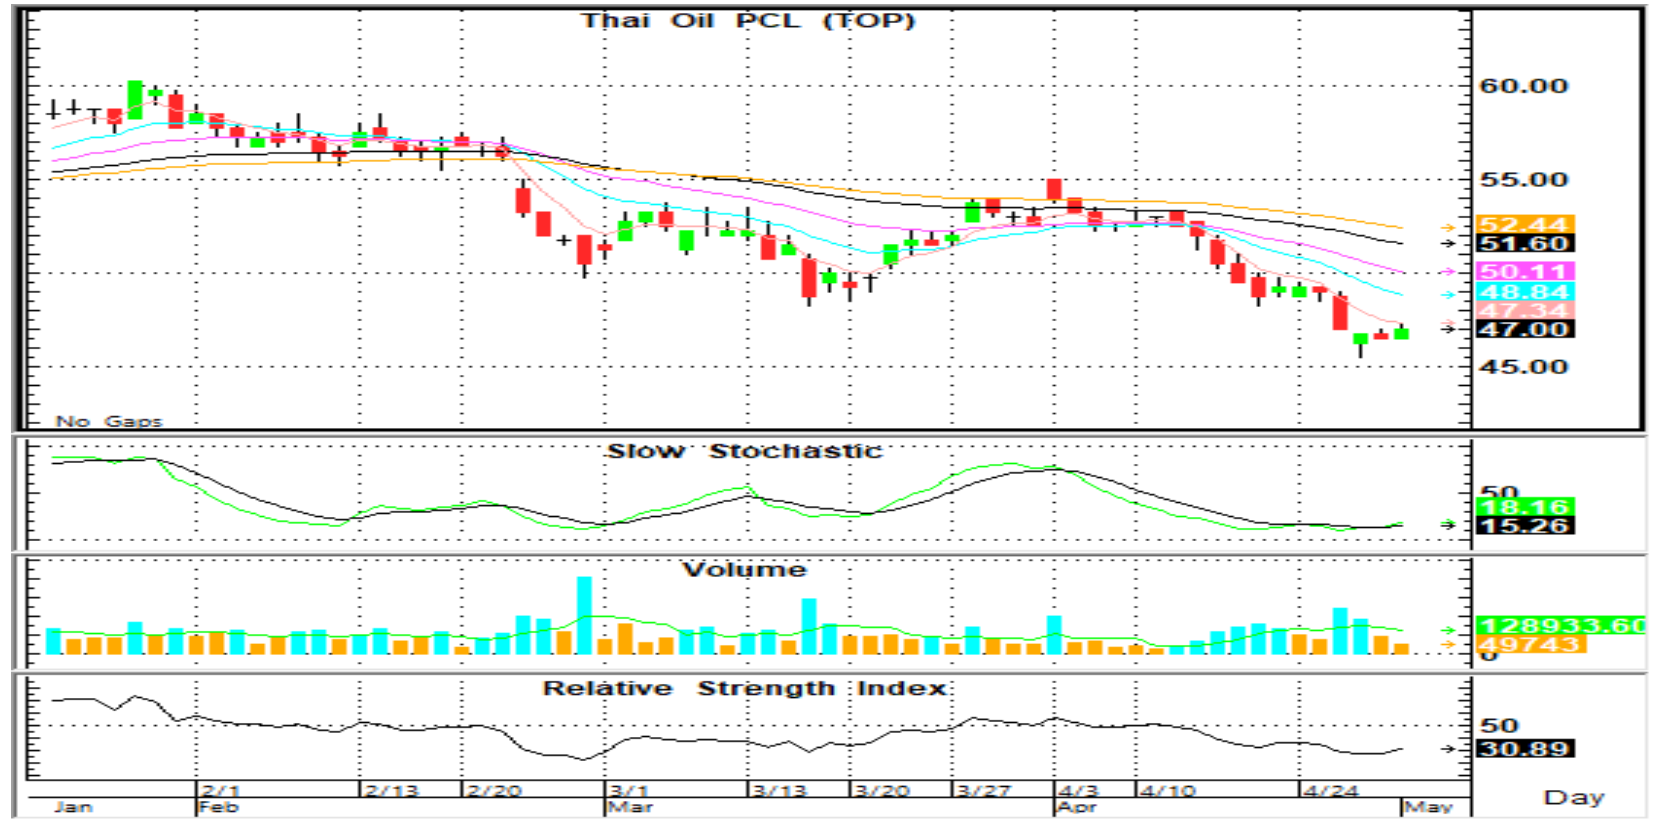 Thai Oil PCL (TOP)
60.00
55.00
52.44
51.60
50.11
48.84
47.34
47.00
45.00
No Gaps
Slow Stochastic
50
18.16
15.26
Volume
128933.60
49743
0
Relative Strength Index
50
30.89
2/1 2/13 2/20 3/1 3/13 3/20 3/27 4/3 4/10 4/24
Jan Feb Mar Apr May
Day